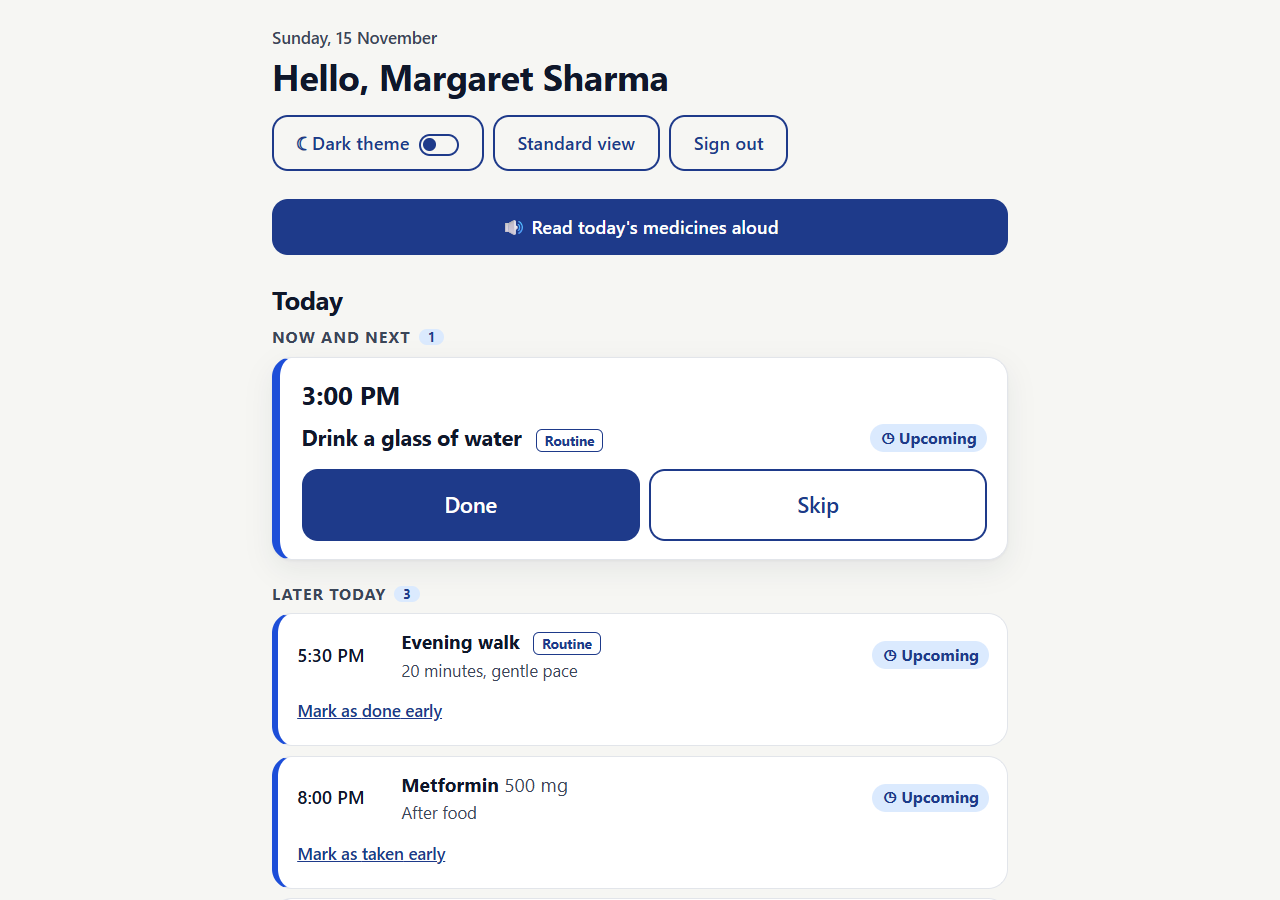 Sunday, 15 November
Hello, Margaret Sharma
Dark theme
Standard view
Sign out
Read today's medicines aloud
Today
NOW AND NEXT 1
3:00 PM
Drink a glass of water Routine Upcoming
Done Skip
LATER TODAY 3
5:30 PM Evening walk Routine Upcoming
20 minutes, gentle pace
Mark as done early
8:00 PM Metformin 500 mg Upcoming
After food
Mark as taken early